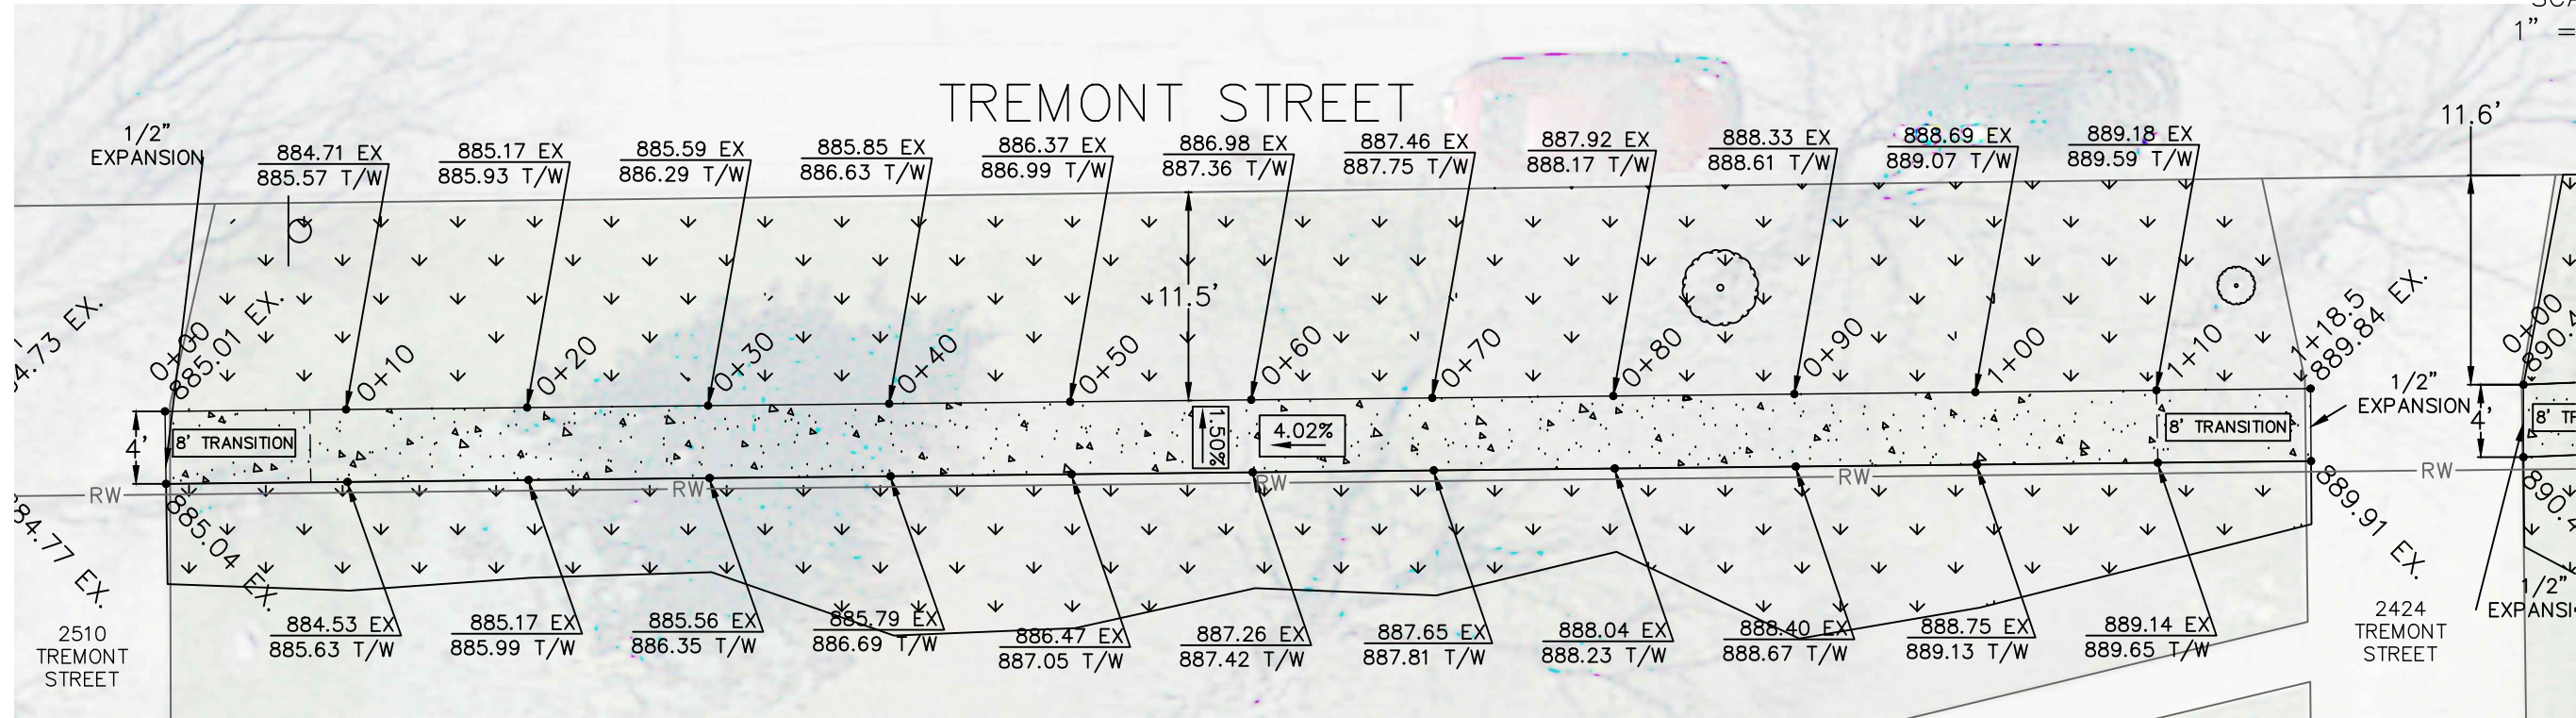 1" =
TREMONT STREET
11.6'
1/2"
EXPANSION
884.71 EX
885.57 T/W
885.17 EX
885.93 T/W
885.59 EX
886.29 T/W
885.85 EX
886.63 T/W
886.37 EX
886.99 T/W
886.98 EX
887.36 T/W
887.46 EX
887.75 T/W
887.92 EX
888.17 T/W
888.33 EX
888.61 T/W
888.69 EX
889.07 T/W
889.18 EX
889.59 T/W
11.5'
4.73 EX.
0+00
885.01 EX.
0+10
0+20
0+30
0+40
0+50
0+60
0+70
0+80
0+90
1+00
1+10
1+18.5
889.84 EX.
0+00
1/2"
EXPANSION
4'
8' TRANSITION
1.50%
4.02%
8' TRANSITION
4'
RW
RW
RW
RW
RW
84.77 EX.
885.04 EX.
889.91 EX.
884.53 EX
885.63 T/W
885.17 EX
885.99 T/W
885.56 EX
886.35 T/W
885.79 EX
886.69 T/W
886.47 EX
887.05 T/W
887.26 EX
887.42 T/W
887.65 EX
887.81 T/W
888.04 EX
888.23 T/W
888.40 EX
888.67 T/W
888.75 EX
889.13 T/W
889.14 EX
889.65 T/W
2510
TREMONT
STREET
2424
TREMONT
STREET
1/2"